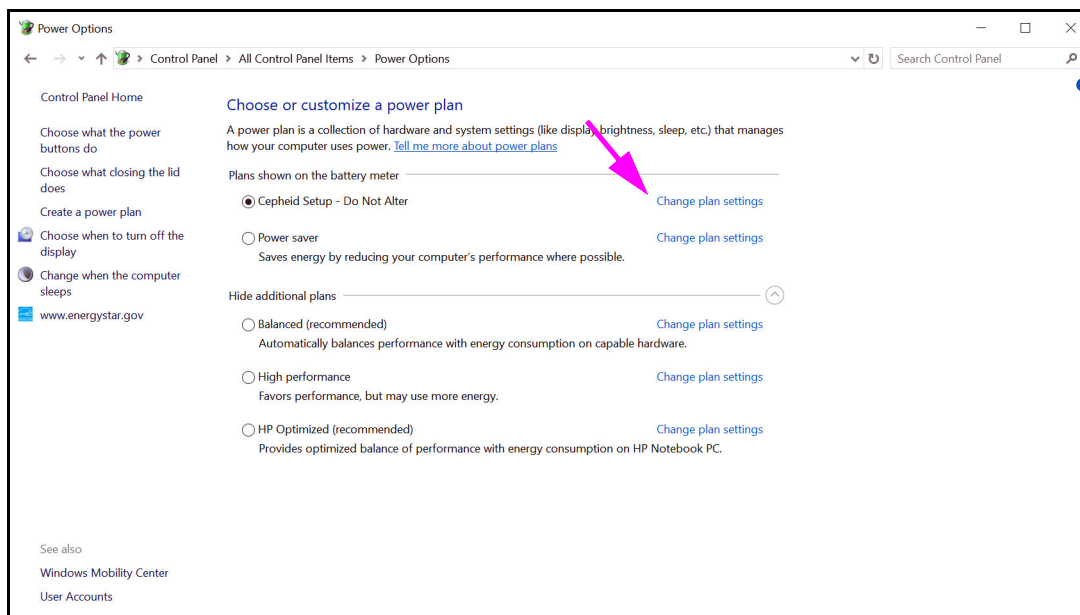 Power Options
Control Panel > All Control Panel Items > Power Options
Search Control Panel
Control Panel Home
Choose what the power
buttons do
Choose what closing the lid
does
Create a power plan
Choose when to turn off the
display
Change when the computer
sleeps
www.energystar.gov
Choose or customize a power plan
A power plan is a collection of hardware and system settings (like display brightness, sleep, etc.) that manages
how your computer uses power. Tell me more about power plans
Plans shown on the battery meter
Cepheid Setup - Do Not Alter Change plan settings
Power saver Change plan settings
Saves energy by reducing your computer's performance where possible.
Hide additional plans
Balanced (recommended) Change plan settings
Automatically balances performance with energy consumption on capable hardware.
High performance Change plan settings
Favors performance, but may use more energy.
HP Optimized (recommended) Change plan settings
Provides optimized balance of performance with energy consumption on HP Notebook PC.
See also
Windows Mobility Center
User Accounts